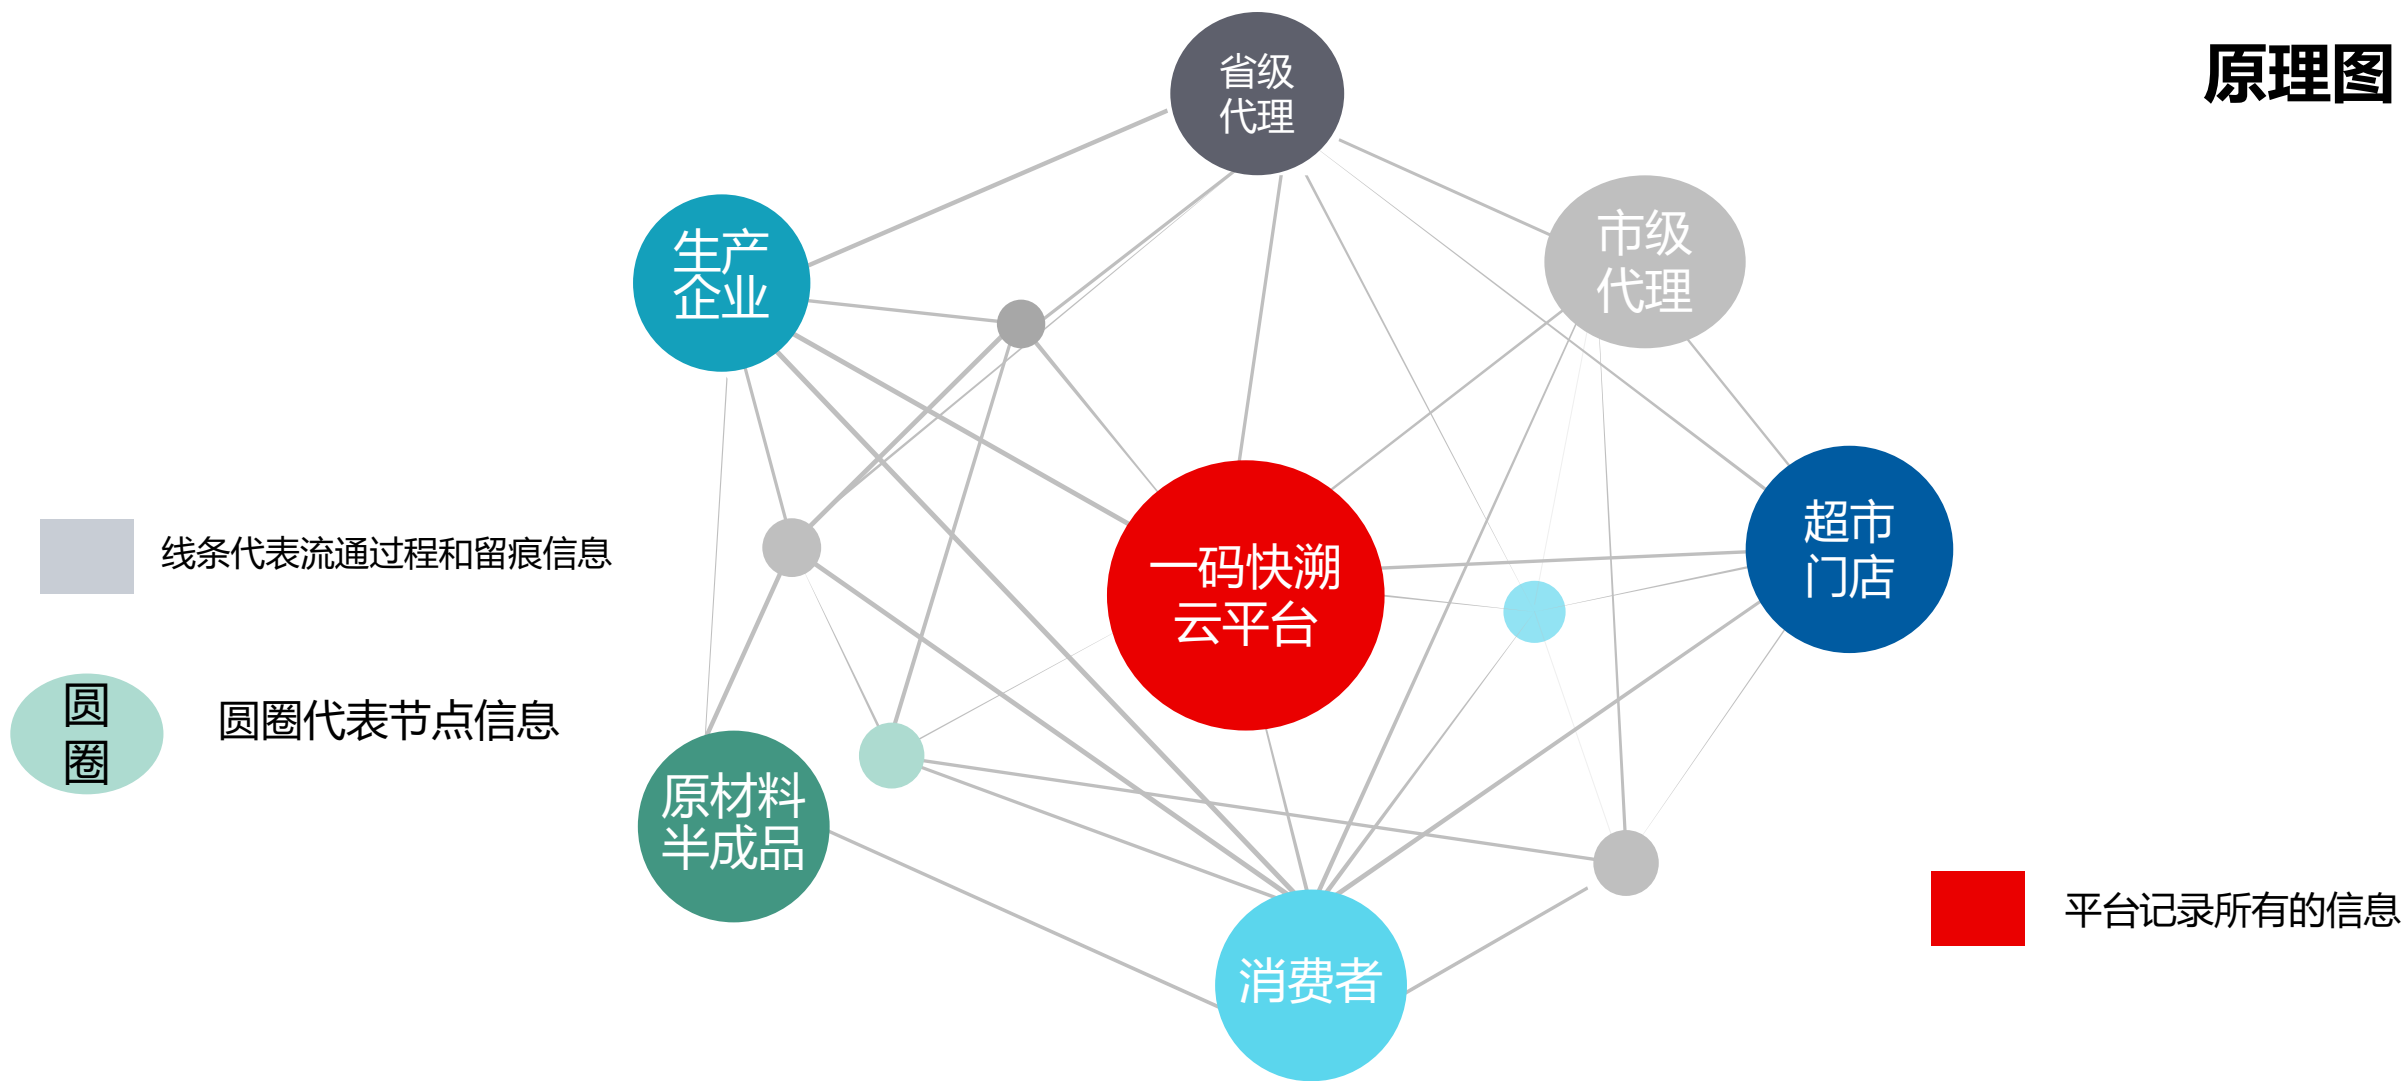 原理图
省级
代理
市级
代理
生产
企业
超市
门店
一码快溯
云平台
线条代表流通过程和留痕信息
圆
圈
圆圈代表节点信息
原材料
半成品
平台记录所有的信息
消费者